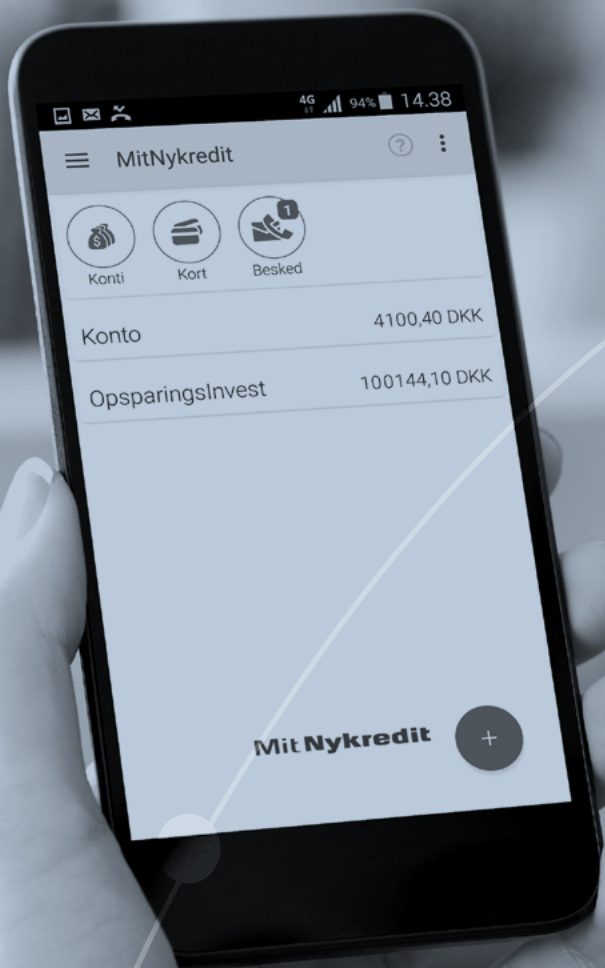 4G 94% 14.38
MitNykredit ?
1
Konti Kort Besked
Konto 4100,40 DKK
OpsparingsInvest 100144,10 DKK
MitNykredit +